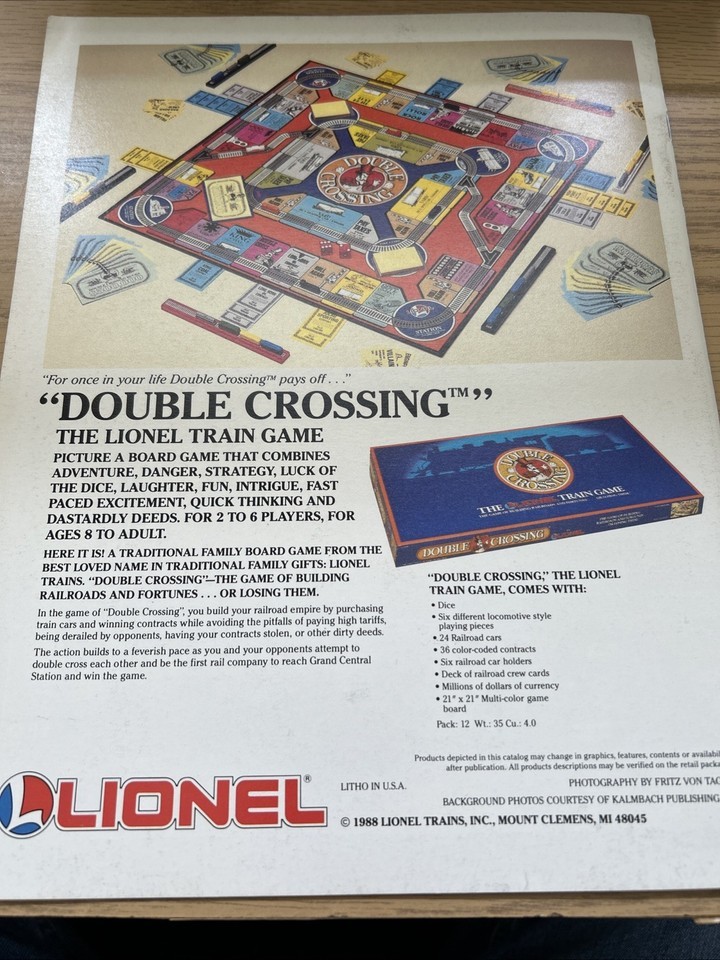 DOUBLE CROSSING
STATION
"For once in your life Double Crossing™ pays off . . ."
"DOUBLE CROSSING™"
THE LIONEL TRAIN GAME
PICTURE A BOARD GAME THAT COMBINES
ADVENTURE, DANGER, STRATEGY, LUCK OF
THE DICE, LAUGHTER, FUN, INTRIGUE, FAST
PACED EXCITEMENT, QUICK THINKING AND
DASTARDLY DEEDS. FOR 2 TO 6 PLAYERS, FOR
AGES 8 TO ADULT.
HERE IT IS! A TRADITIONAL FAMILY BOARD GAME FROM THE
BEST LOVED NAME IN TRADITIONAL FAMILY GIFTS: LIONEL
TRAINS. "DOUBLE CROSSING"—THE GAME OF BUILDING
RAILROADS AND FORTUNES . . . OR LOSING THEM.
In the game of "Double Crossing", you build your railroad empire by purchasing
train cars and winning contracts while avoiding the pitfalls of paying high tariffs,
being derailed by opponents, having your contracts stolen, or other dirty deeds.
The action builds to a feverish pace as you and your opponents attempt to
double cross each other and be the first rail company to reach Grand Central
Station and win the game.
DOUBLE CROSSING
THE LIONEL TRAIN GAME
DOUBLE CROSSING
"DOUBLE CROSSING," THE LIONEL
TRAIN GAME, COMES WITH:
• Dice
• Six different locomotive style
playing pieces
• 24 Railroad cars
• 36 color-coded contracts
• Six railroad car holders
• Deck of railroad crew cards
• Millions of dollars of currency
• 21" x 21" Multi-color game
board
Pack: 12 Wt.: 35 Cu.: 4.0
Products depicted in this catalog may change in graphics, features, contents or
after publication. All products descriptions may be verified on the retail
LIONEL®
LITHO IN U.S.A.
PHOTOGRAPHY BY FRITZ VON
BACKGROUND PHOTOS COURTESY OF KALMBACH PUBLISHING
© 1988 LIONEL TRAINS, INC., MOUNT CLEMENS, MI 48045